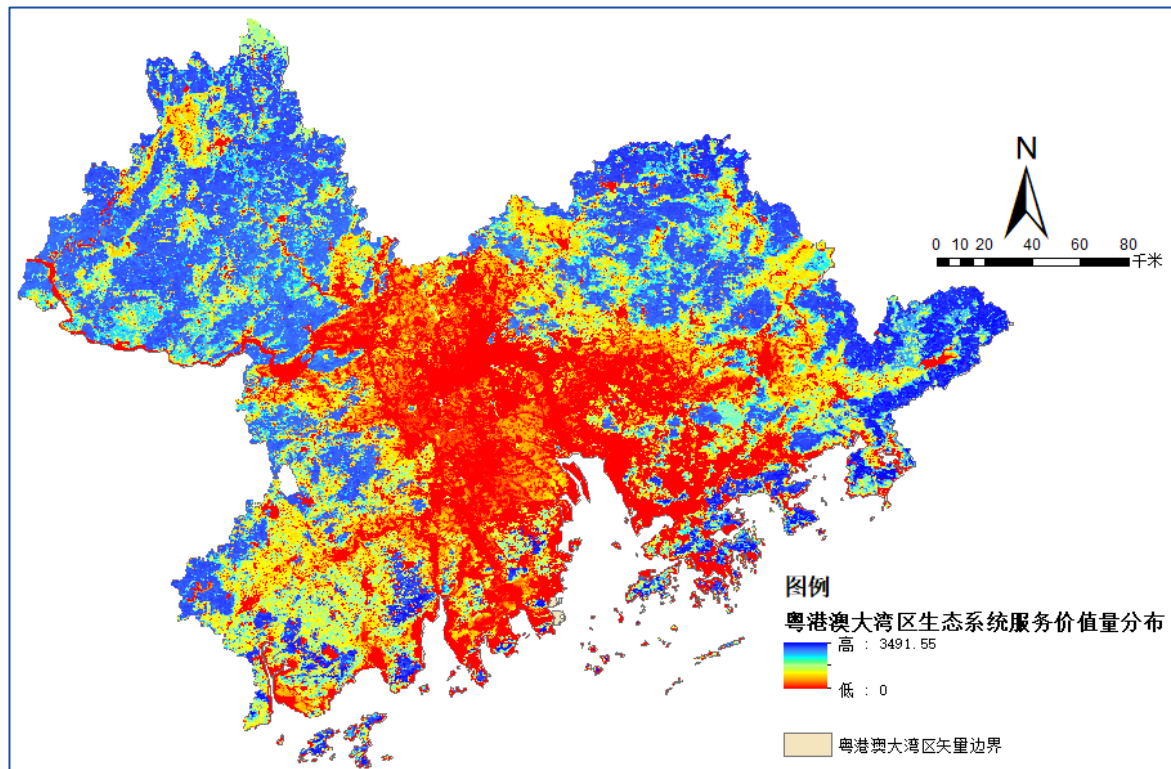 N
0 10 20 40 60 80
千米
图例
粤港澳大湾区生态系统服务价值量分布
高 : 3491.55
低 : 0
粤港澳大湾区矢量边界